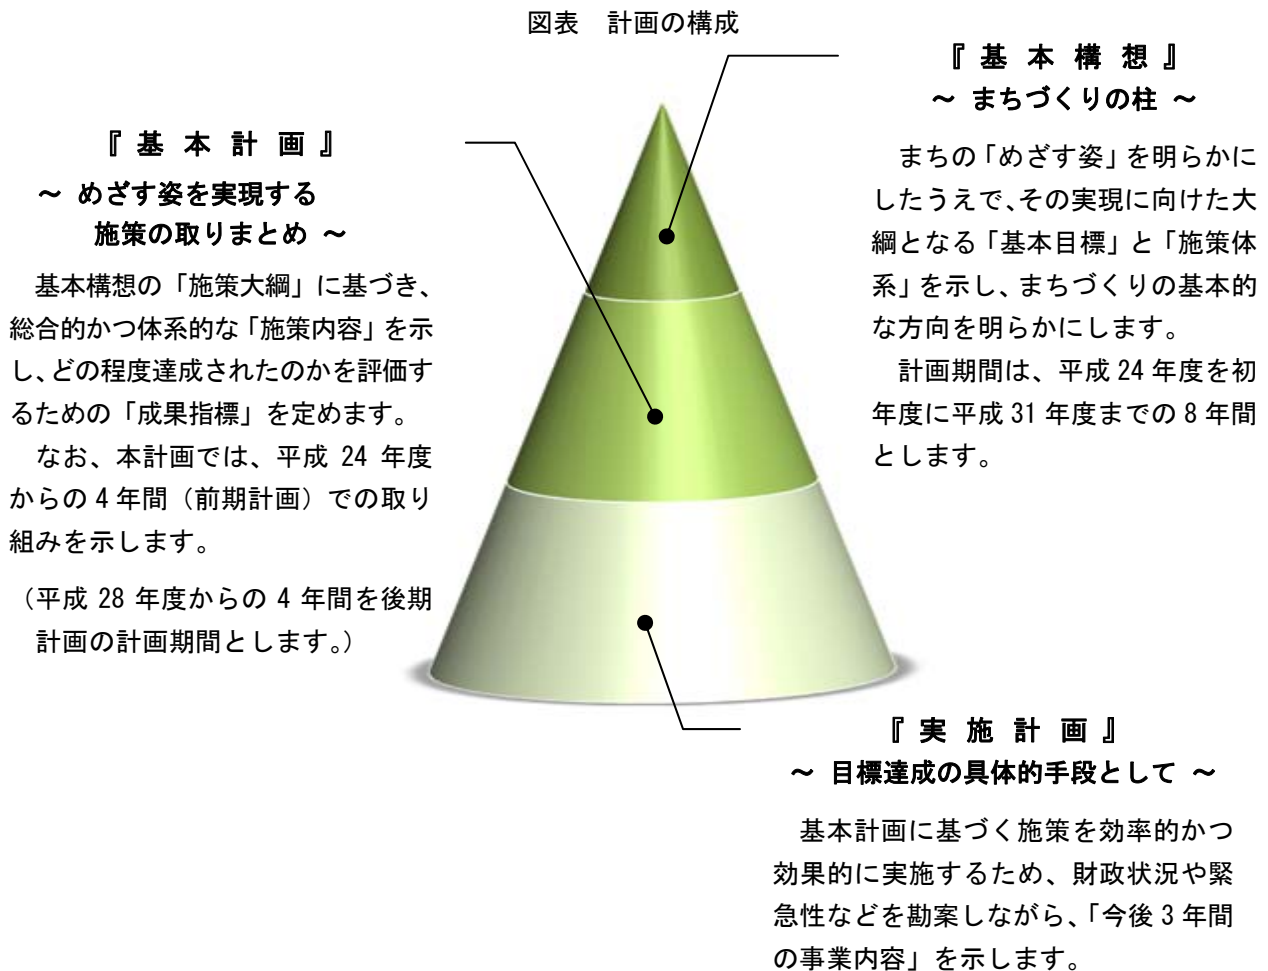 図表　計画の構成
『 基 本 構 想 』
～ まちづくりの柱 ～
まちの「めざす姿」を明らかに
したうえで、その実現に向けた大
綱となる「基本目標」と「施策体
系」を示し、まちづくりの基本的
な方向を明らかにします。
計画期間は、平成 24 年度を初
年度に平成 31 年度までの 8 年間
とします。
『 基 本 計 画 』
～ めざす姿を実現する
施策の取りまとめ ～
基本構想の「施策大綱」に基づき、
総合的かつ体系的な「施策内容」を示
し、どの程度達成されたのかを評価す
るための「成果指標」を定めます。
なお、本計画では、平成 24 年度
からの 4 年間（前期計画）での取り
組みを示します。
（平成 28 年度からの 4 年間を後期
計画の計画期間とします。）
『 実 施 計 画 』
～ 目標達成の具体的手段として ～
基本計画に基づく施策を効率的かつ
効果的に実施するため、財政状況や緊
急性などを勘案しながら、「今後 3 年間
の事業内容」を示します。